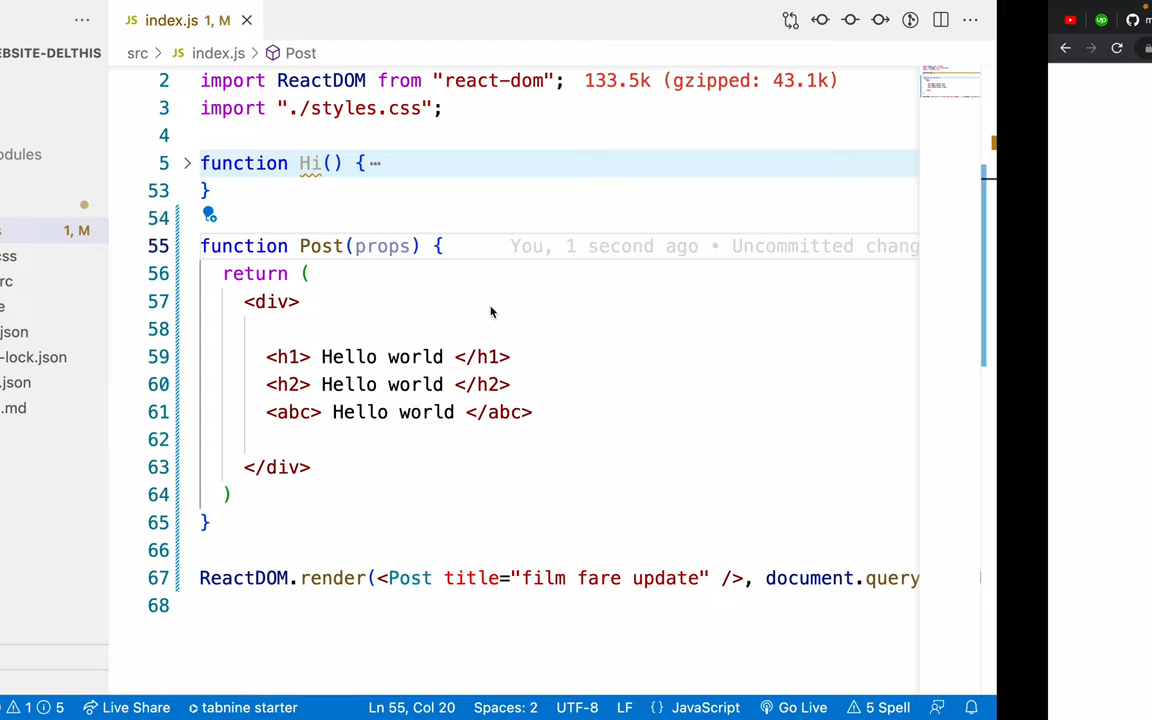 index.js 1, M
EBSITE-DELTHIS
src > index.js > Post
2 import ReactDOM from "react-dom"; 133.5k (gzipped: 43.1k)
3 import "./styles.css";
4
odules
5 function Hi() { ⋯
53 }
54
s 1, M
55 function Post(props) { You, 1 second ago • Uncommitted chang
ss
56 return (
rc
57 <div>
e
58
json
59 <h1> Hello world </h1>
-lock.json
60 <h2> Hello world </h2>
.json
61 <abc> Hello world </abc>
.md
62
63 </div>
64 )
65 }
66
67 ReactDOM.render(<Post title="film fare update" />, document.query
68
1 5 Live Share tabnine starter Ln 55, Col 20 Spaces: 2 UTF-8 LF {} JavaScript Go Live 5 Spell